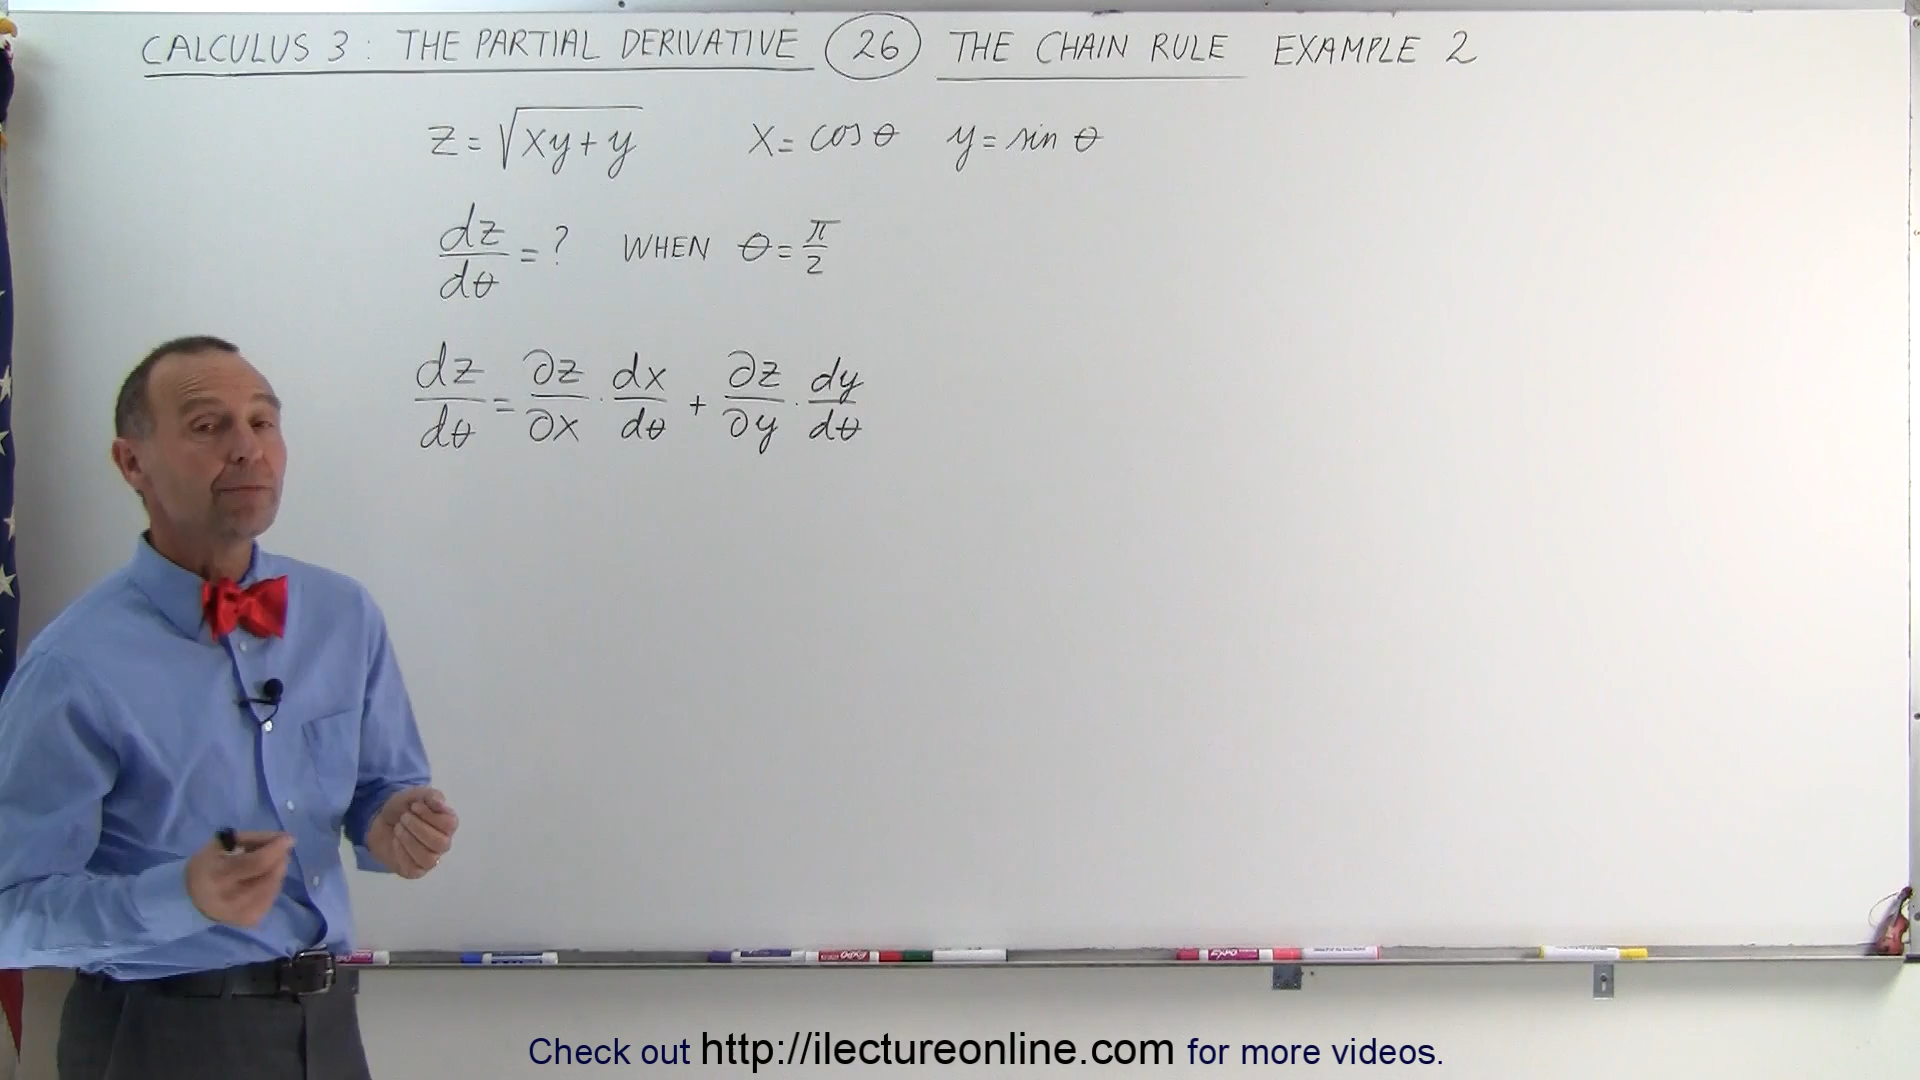 CALCULUS 3: THE PARTIAL DERIVATIVE 26 THE CHAIN RULE EXAMPLE 2
z = √(xy+y) x = cos θ y = sin θ
dz/dθ = ? WHEN θ = π/2
dz/dθ = ∂z/∂x · dx/dθ + ∂z/∂y · dy/dθ
Check out http://ilectureonline.com for more videos.